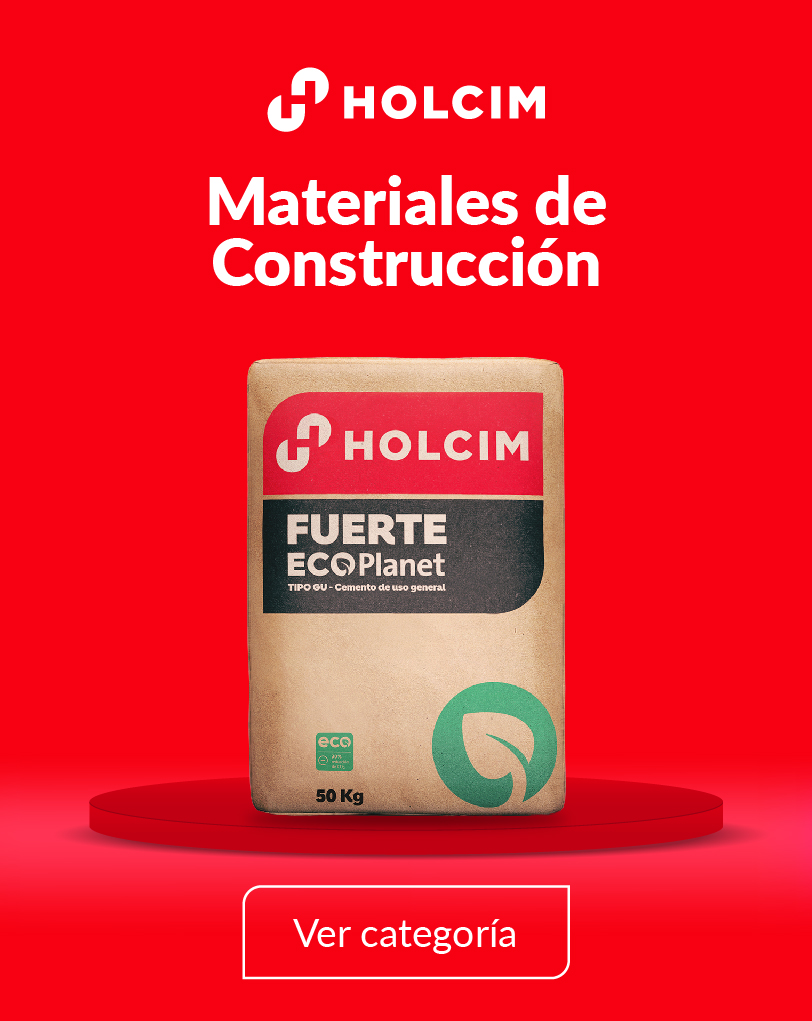 HOLCIM
Materiales de
Construcción
HOLCIM
FUERTE
ECOPlanet
TIPO GU - Cemento de uso general
eco
50 Kg
Ver categoría